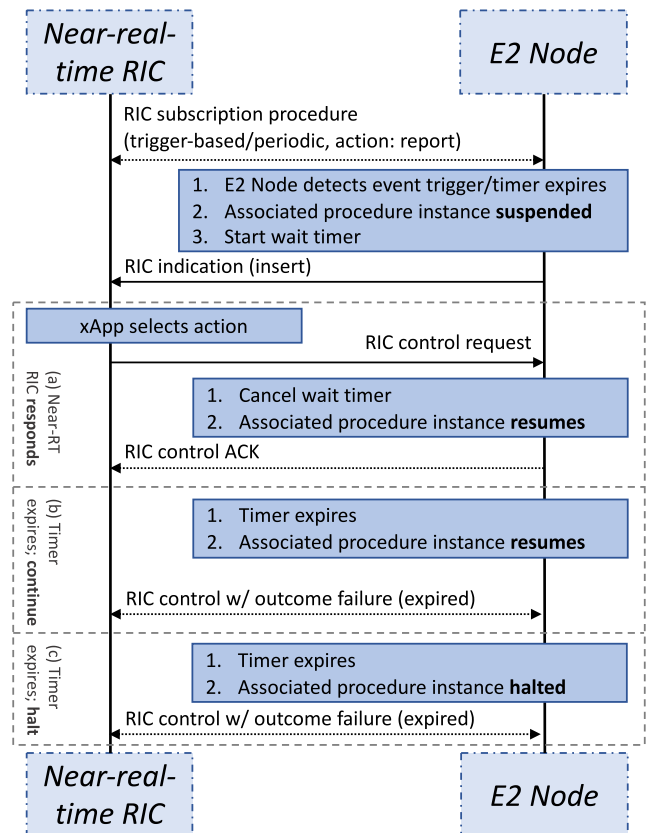 Near-real-
time RIC
E2 Node
RIC subscription procedure
(trigger-based/periodic, action: report)
1. E2 Node detects event trigger/timer expires
2. Associated procedure instance suspended
3. Start wait timer
RIC indication (insert)
xApp selects action
RIC control request
(a) Near-RT
RIC responds
1. Cancel wait timer
2. Associated procedure instance resumes
RIC control ACK
(b) Timer
expires; continue
1. Timer expires
2. Associated procedure instance resumes
RIC control w/ outcome failure (expired)
(c) Timer
expires; halt
1. Timer expires
2. Associated procedure instance halted
RIC control w/ outcome failure (expired)
Near-real-
time RIC
E2 Node